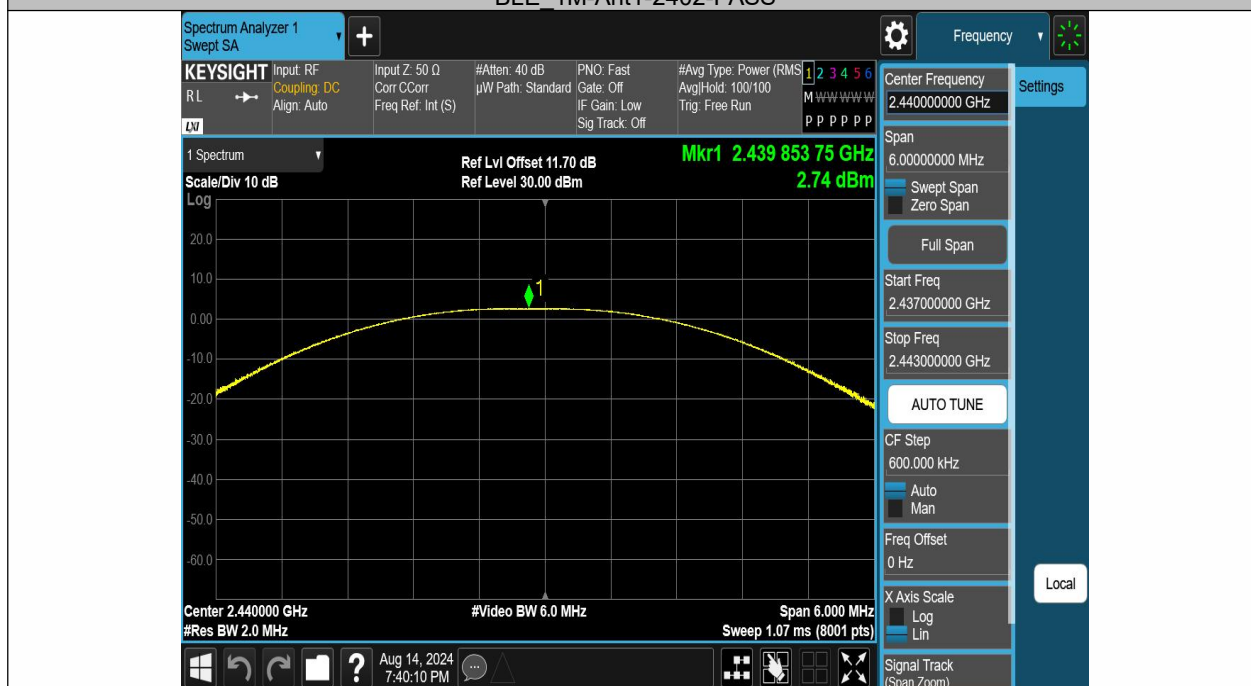 BLE_1M-Ant1-2402-PASS
Spectrum Analyzer 1
Swept SA
+
Frequency
KEYSIGHT
RL
LXI
Input: RF
Coupling: DC
Align: Auto
Input Z: 50 Ω
Corr CCorr
Freq Ref: Int (S)
#Atten: 40 dB
µW Path: Standard
PNO: Fast
Gate: Off
IF Gain: Low
Sig Track: Off
#Avg Type: Power (RMS
Avg|Hold: 100/100
Trig: Free Run
1 2 3 4 5 6
M W W W W W
P P P P P P
1 Spectrum
Scale/Div 10 dB
Log
Ref Lvl Offset 11.70 dB
Ref Level 30.00 dBm
Mkr1 2.439 853 75 GHz
2.74 dBm
20.0
10.0
0.00
-10.0
-20.0
-30.0
-40.0
-50.0
-60.0
1
Center 2.440000 GHz
#Res BW 2.0 MHz
#Video BW 6.0 MHz
Span 6.000 MHz
Sweep 1.07 ms (8001 pts)
Center Frequency
2.440000000 GHz
Settings
Span
6.00000000 MHz
Swept Span
Zero Span
Full Span
Start Freq
2.437000000 GHz
Stop Freq
2.443000000 GHz
AUTO TUNE
CF Step
600.000 kHz
Auto
Man
Freq Offset
0 Hz
X Axis Scale
Log
Lin
Local
Signal Track
(Span Zoom)
?
Aug 14, 2024
7:40:10 PM